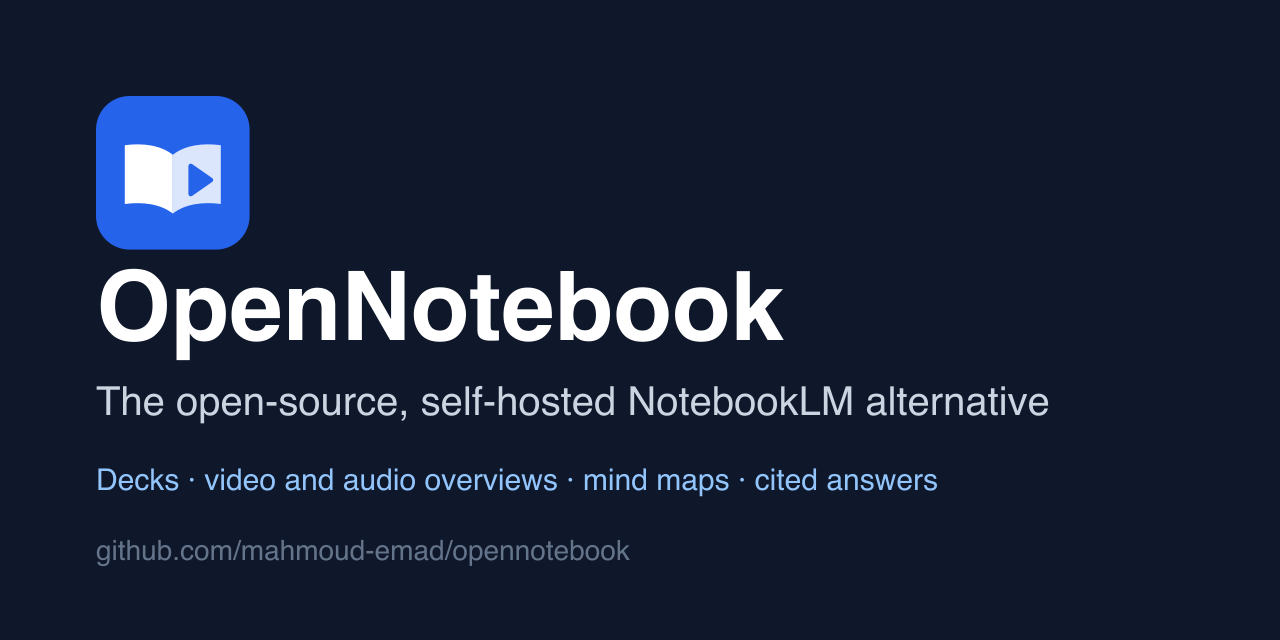 OpenNotebook
The open-source, self-hosted NotebookLM alternative
Decks · video and audio overviews · mind maps · cited answers
github.com/mahmoud-emad/opennotebook